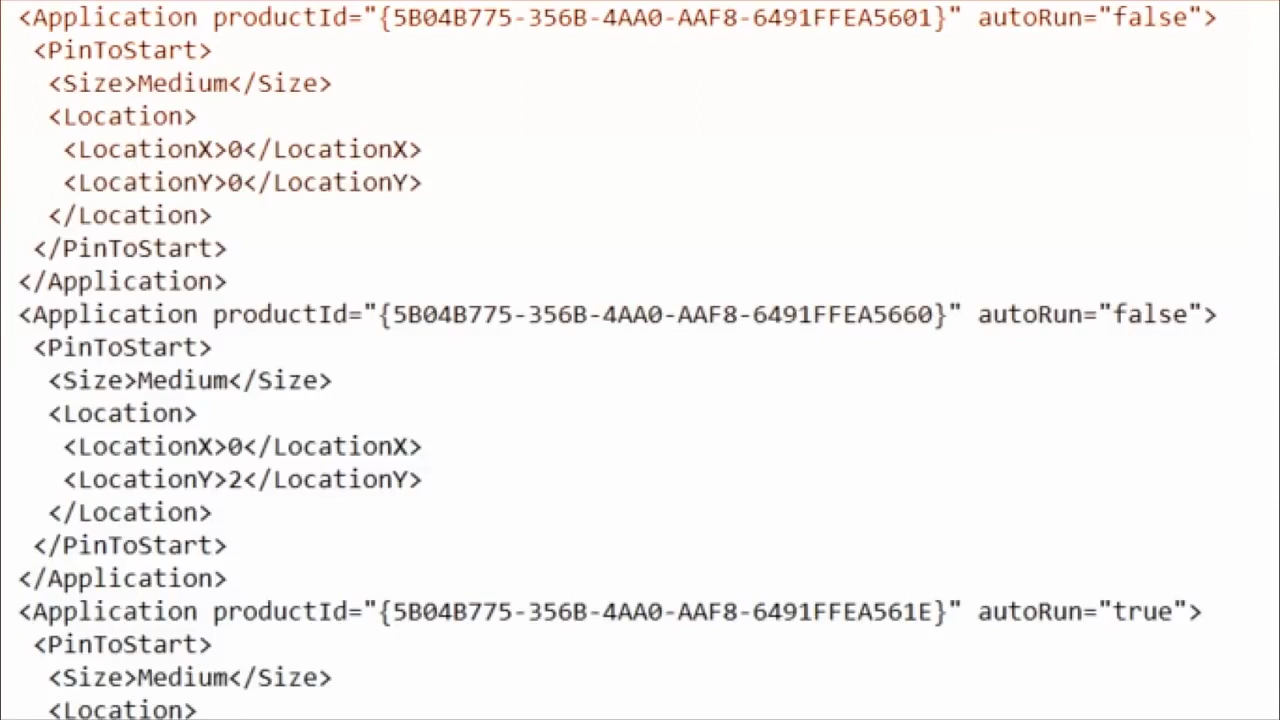 <Application productId="{5B04B775-356B-4AA0-AAF8-6491FFEA5601}" autoRun="false">
<PinToStart>
<Size>Medium</Size>
<Location>
<LocationX>0</LocationX>
<LocationY>0</LocationY>
</Location>
</PinToStart>
</Application>
<Application productId="{5B04B775-356B-4AA0-AAF8-6491FFEA5660}" autoRun="false">
<PinToStart>
<Size>Medium</Size>
<Location>
<LocationX>0</LocationX>
<LocationY>2</LocationY>
</Location>
</PinToStart>
</Application>
<Application productId="{5B04B775-356B-4AA0-AAF8-6491FFEA561E}" autoRun="true">
<PinToStart>
<Size>Medium</Size>
<Location>